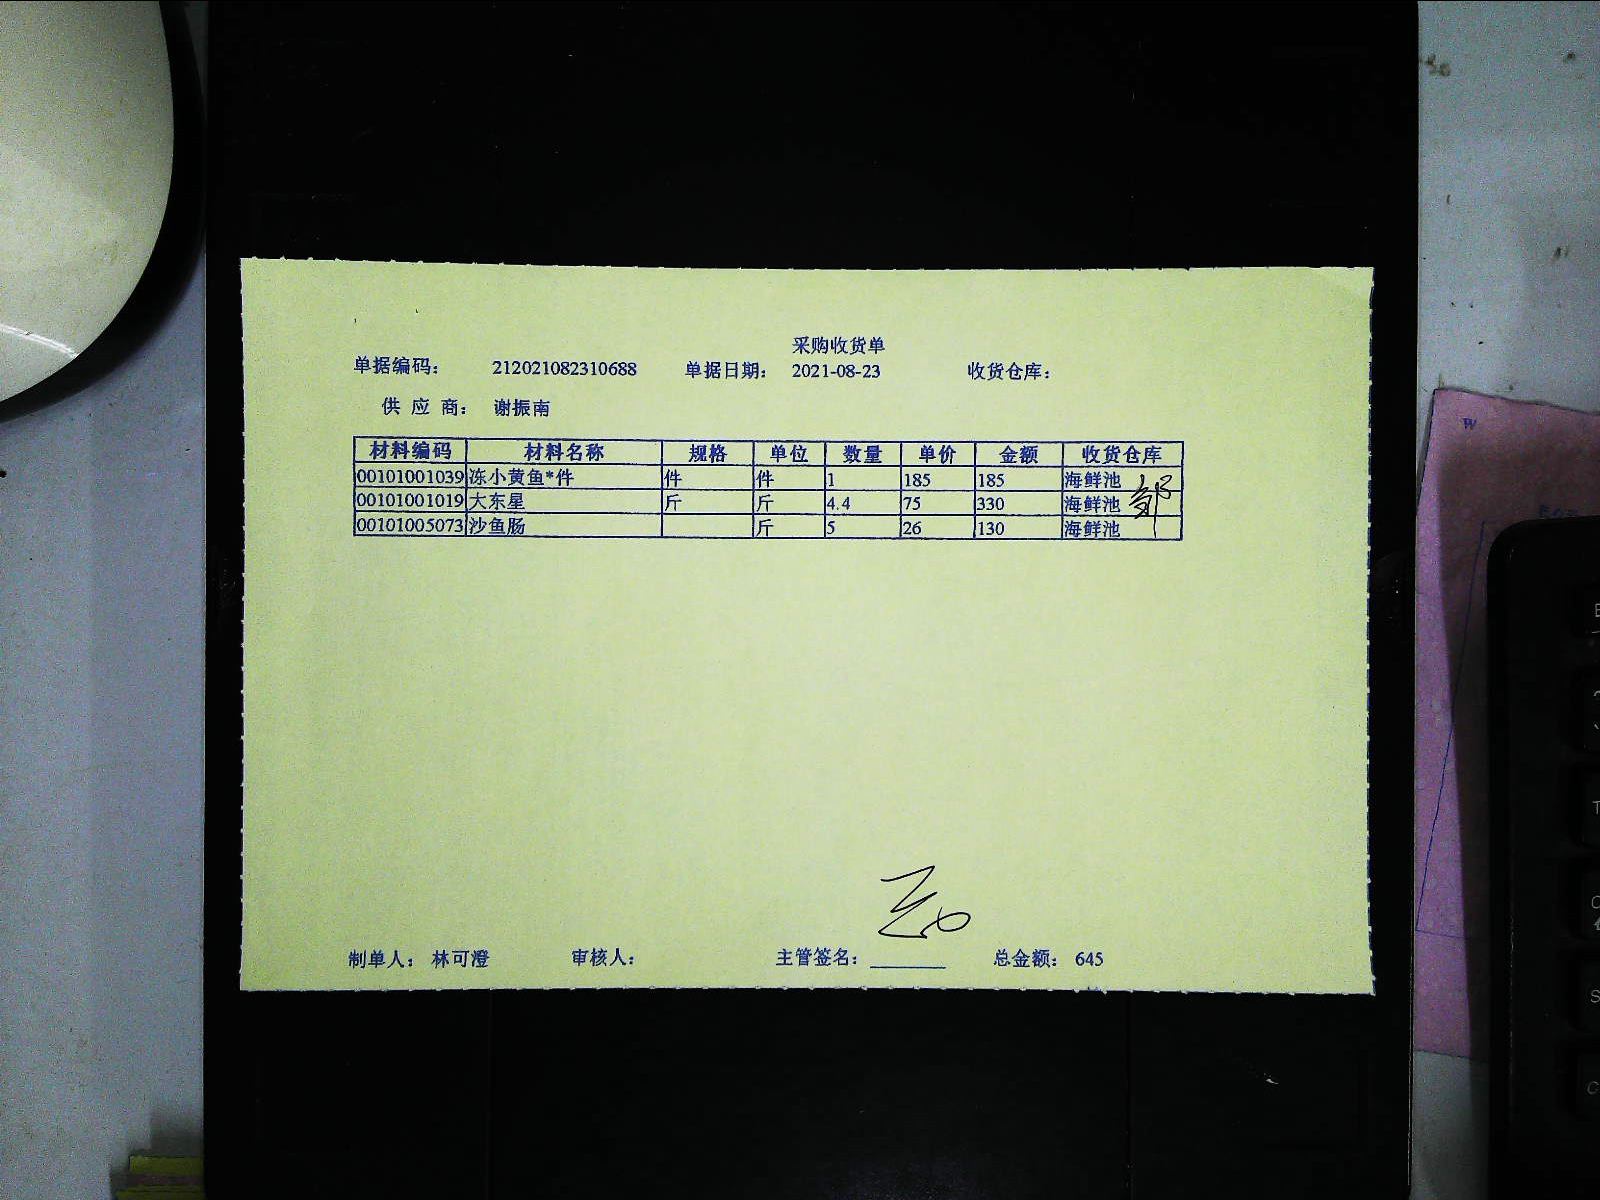 采购收货单
单据编码： 212021082310688 单据日期： 2021-08-23 收货仓库：
供 应 商： 谢振南
材料编码 材料名称 规格 单位 数量 单价 金额 收货仓库
00101001039 冻小黄鱼*件 件 件 1 185 185 海鲜池
00101001019 大东星 斤 斤 4.4 75 330 海鲜池
00101005073 沙鱼肠 斤 5 26 130 海鲜池
制单人： 林可澄 审核人： 主管签名： 总金额： 645